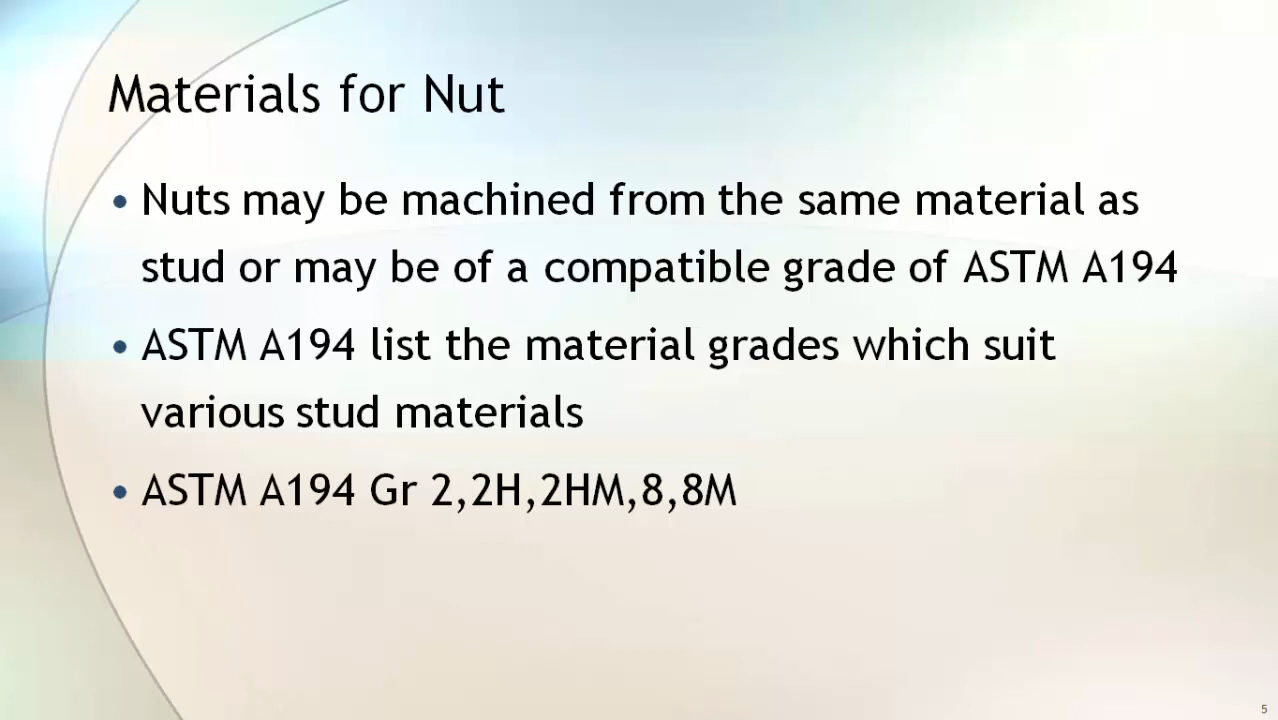 Materials for Nut
• Nuts may be machined from the same material as
stud or may be of a compatible grade of ASTM A194
• ASTM A194 list the material grades which suit
various stud materials
• ASTM A194 Gr 2,2H,2HM,8,8M
5